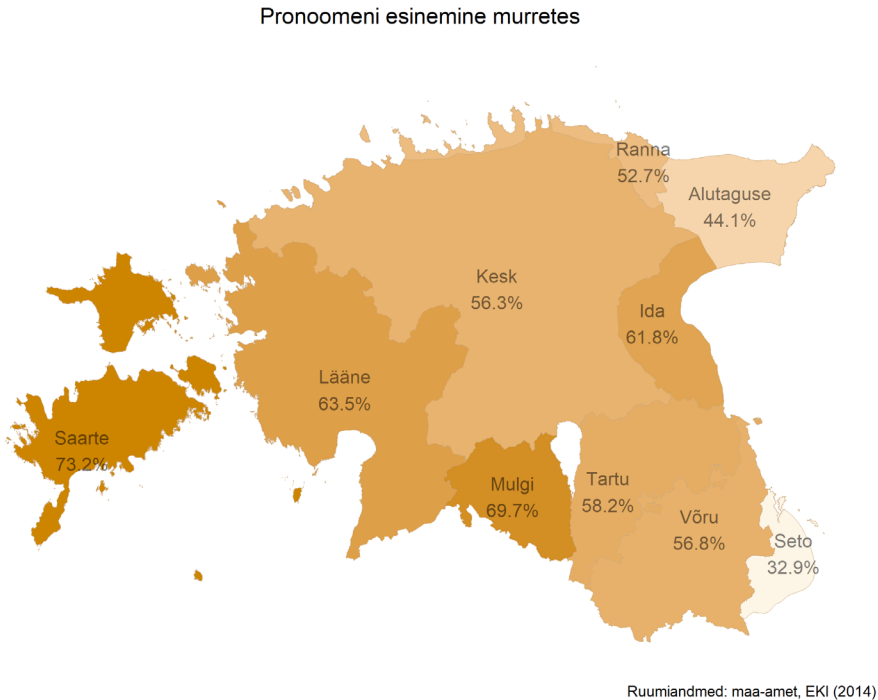 Pronoomeni esinemine murretes
Ranna
52.7%
Alutaguse
44.1%
Kesk
56.3%
Ida
61.8%
Lääne
63.5%
Saarte
73.2%
Mulgi
69.7%
Tartu
58.2%
Võru
56.8%
Seto
32.9%
Ruumiandmed: maa-amet, EKI (2014)